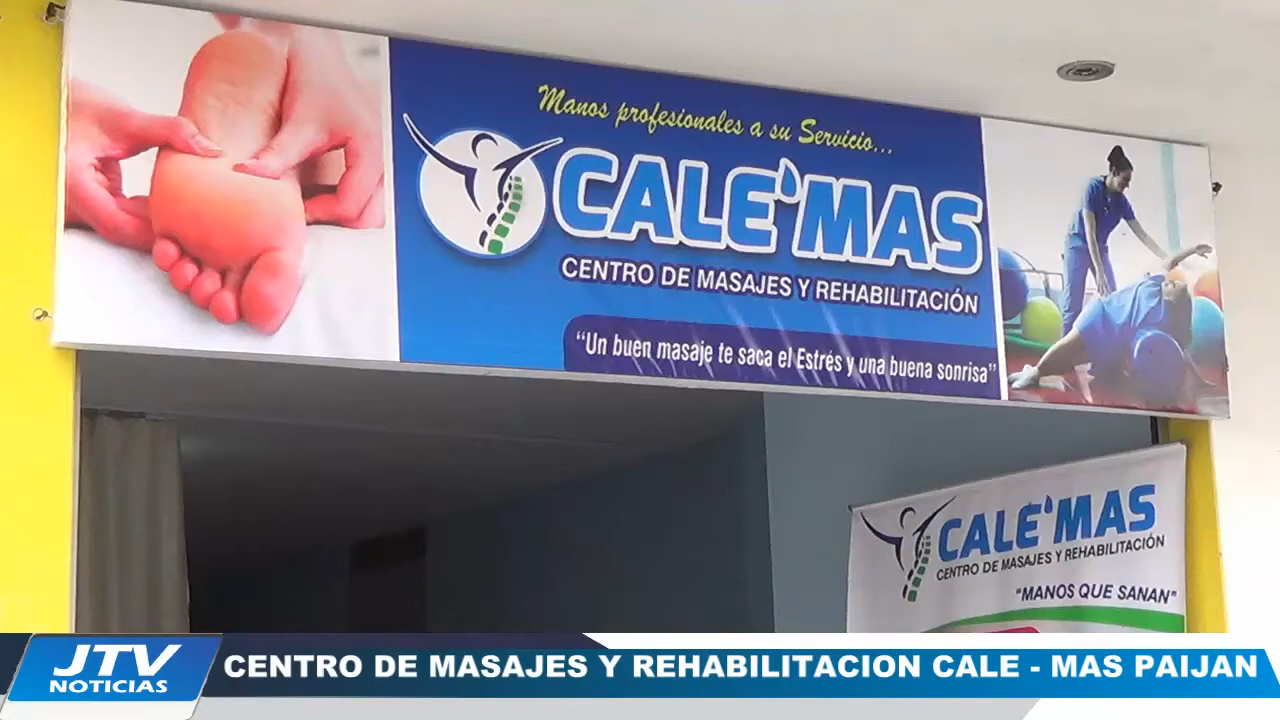 Manos profesionales a su Servicio...
CALE'MAS
CENTRO DE MASAJES Y REHABILITACIÓN
“Un buen masaje te saca el Estrés y una buena sonrisa”
CALE'MAS
CENTRO DE MASAJES Y REHABILITACIÓN
"MANOS QUE SANAN"
JTV
NOTICIAS
CENTRO DE MASAJES Y REHABILITACION CALE - MAS PAIJAN